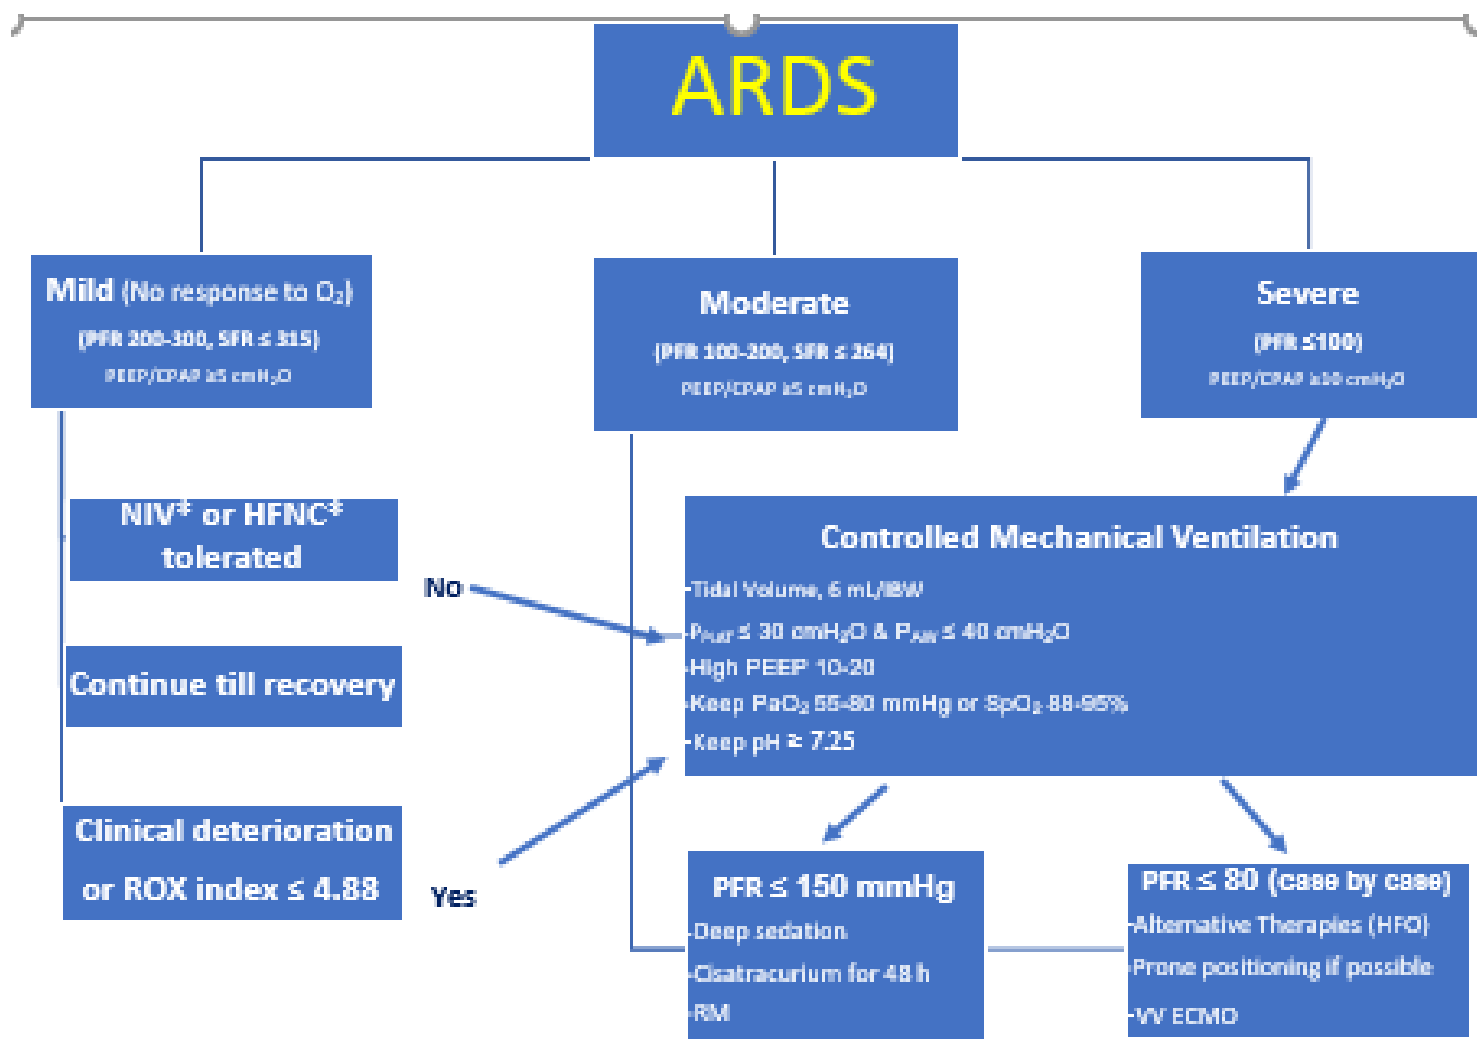 ARDS
Mild (No response to O₂)
(PFR 200-300, SFR ≤ 315)
PEEP/CPAP ≥5 cmH₂O
Moderate
(PFR 100-200, SFR ≤ 264)
PEEP/CPAP ≥5 cmH₂O
Severe
(PFR ≤100)
PEEP/CPAP ≥10 cmH₂O
NIV* or HFNC*
tolerated
No
Continue till recovery
Clinical deterioration
or ROX index ≤ 4.88
Yes
Controlled Mechanical Ventilation
-Tidal Volume, 6 mL/IBW
-PPLAT ≤ 30 cmH₂O & PAW ≤ 40 cmH₂O
-High PEEP 10-20
-Keep PaO₂ 55-80 mmHg or SpO₂ 88-95%
-Keep pH ≥ 7.25
PFR ≤ 150 mmHg
-Deep sedation
-Cisatracurium for 48 h
-RM
PFR ≤ 80 (case by case)
-Alternative Therapies (HFO)
-Prone positioning if possible
-VV ECMO